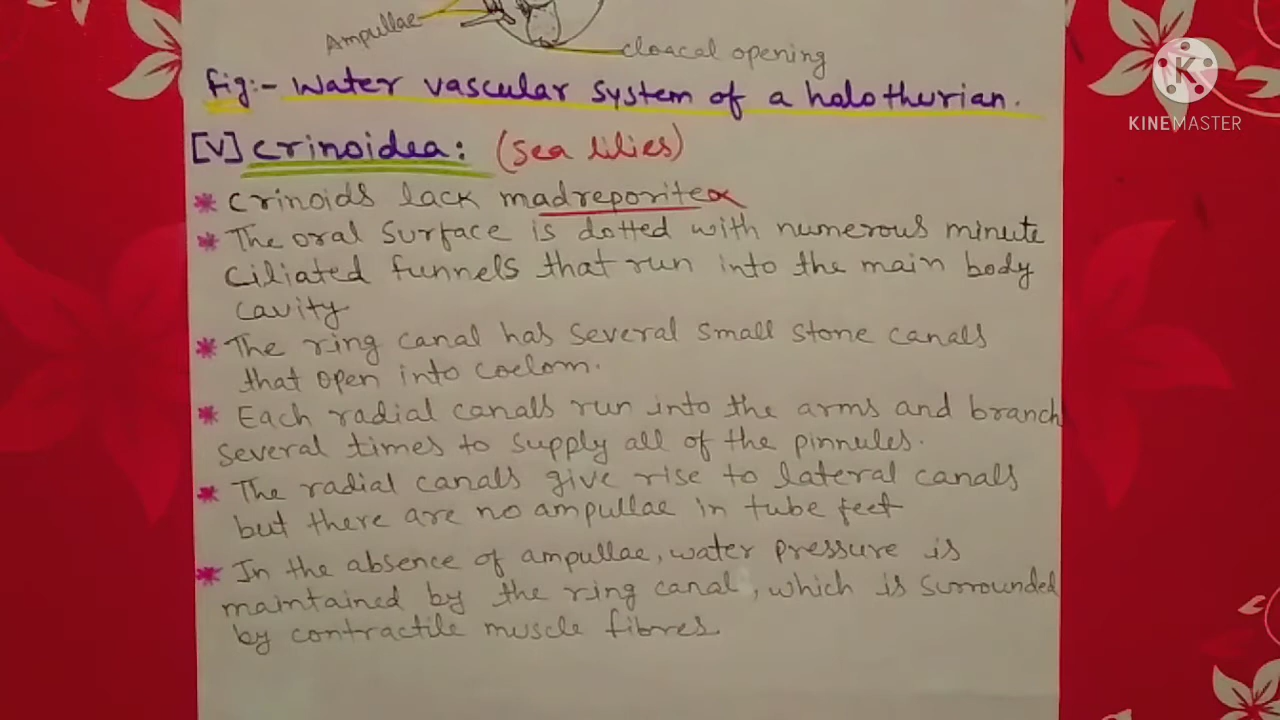 Ampullae
cloacal opening
Fig:- Water vascular system of a halothurian.
[V] Crinoidea: (Sea lilies)
* Crinoids lack madreporite
* The oral surface is dotted with numerous minute
ciliated funnels that run into the main body
cavity
* The ring canal has several small stone canals
that open into coelom.
* Each radial canals run into the arms and branch
several times to supply all of the pinnules.
* The radial canals give rise to lateral canals
but there are no ampullae in tube feet
* In the absence of ampullae, water pressure is
maintained by the ring canal, which is surrounded
by contractile muscle fibres.
K
KINEMASTER